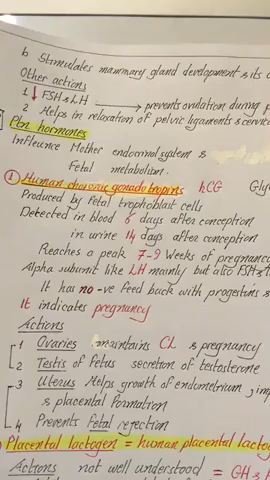 b Stimulates mammary gland development & its
Other actions
1 ↓ FSH & LH
2 Helps in relaxation of pelvic ligaments & cervic
prevents ovulation during p
hormones
Influence Mother endocrinal system &
Fetal metabolism.
① Human chorionic gonadotropins hCG Gly
Produced by fetal trophoblast cells
Detected in blood 8 days after conception
in urine 14 days after conception
Reaches a peak 7-9 Weeks of pregnancy
Alpha subunit like LH mainly but also FSH &
It has no -ve feed back with progestins &
It indicates pregnancy
Actions
1 Ovaries maintains CL & pregnancy
2 Testis of Fetus secretion of testosterone
3 Uterus Helps growth of endometrium, im
& placental Formation
4 Prevents fetal rejection
Placental lactogen = human placental lactog
Actions not well understood = GH &